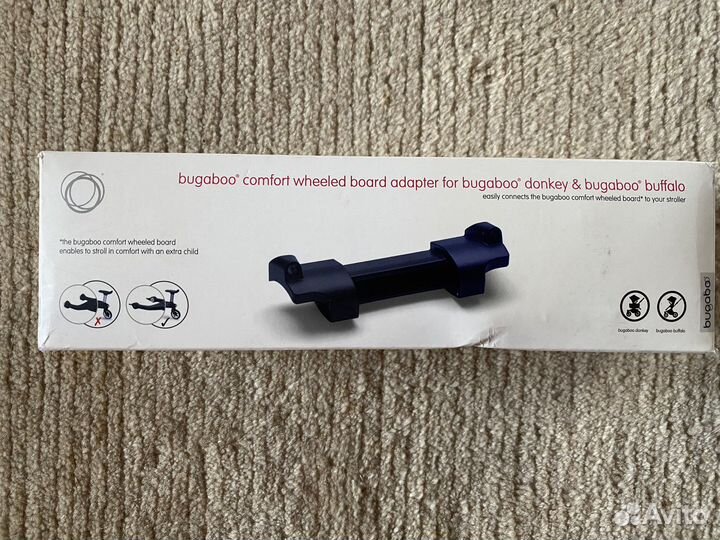 bugaboo® comfort wheeled board adapter for bugaboo® donkey & bugaboo® buffalo
easily connects the bugaboo comfort wheeled board* to your stroller
*the bugaboo comfort wheeled board
enables to stroll in comfort with an extra child
bugaboo donkey
bugaboo buffalo
bugaboo
Avito